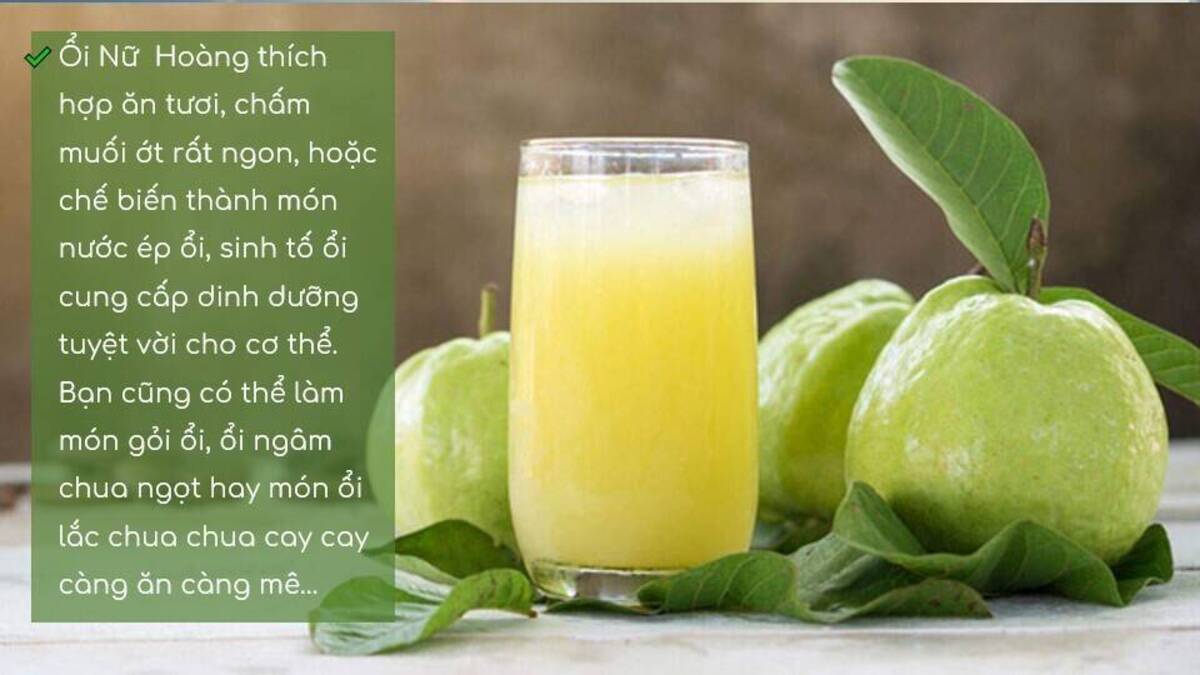 Ổi Nữ Hoàng thích
hợp ăn tươi, chấm
muối ớt rất ngon, hoặc
chế biến thành món
nước ép ổi, sinh tố ổi
cung cấp dinh dưỡng
tuyệt vời cho cơ thể.
Bạn cũng có thể làm
món gỏi ổi, ổi ngâm
chua ngọt hay món ổi
lắc chua chua cay cay
càng ăn càng mê...